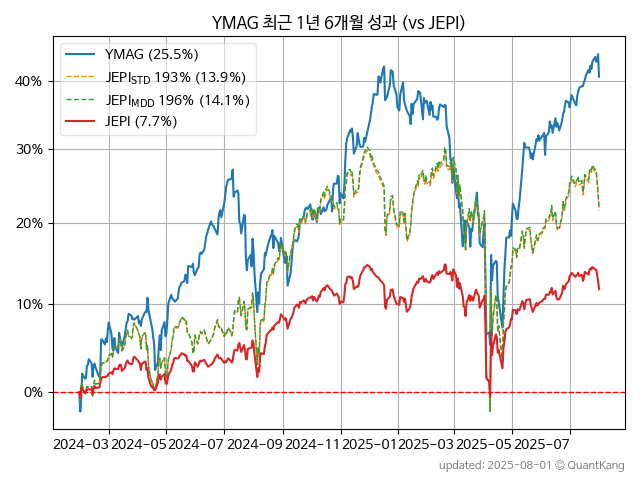 YMAG 최근 1년 6개월 성과 (vs JEPI)
YMAG (25.5%)
JEPI_STD 193% (13.9%)
JEPI_MDD 196% (14.1%)
JEPI (7.7%)
40%
30%
20%
10%
0%
2024-03 2024-05 2024-07 2024-09 2024-11 2025-01 2025-03 2025-05 2025-07
updated: 2025-08-01 © QuantKang